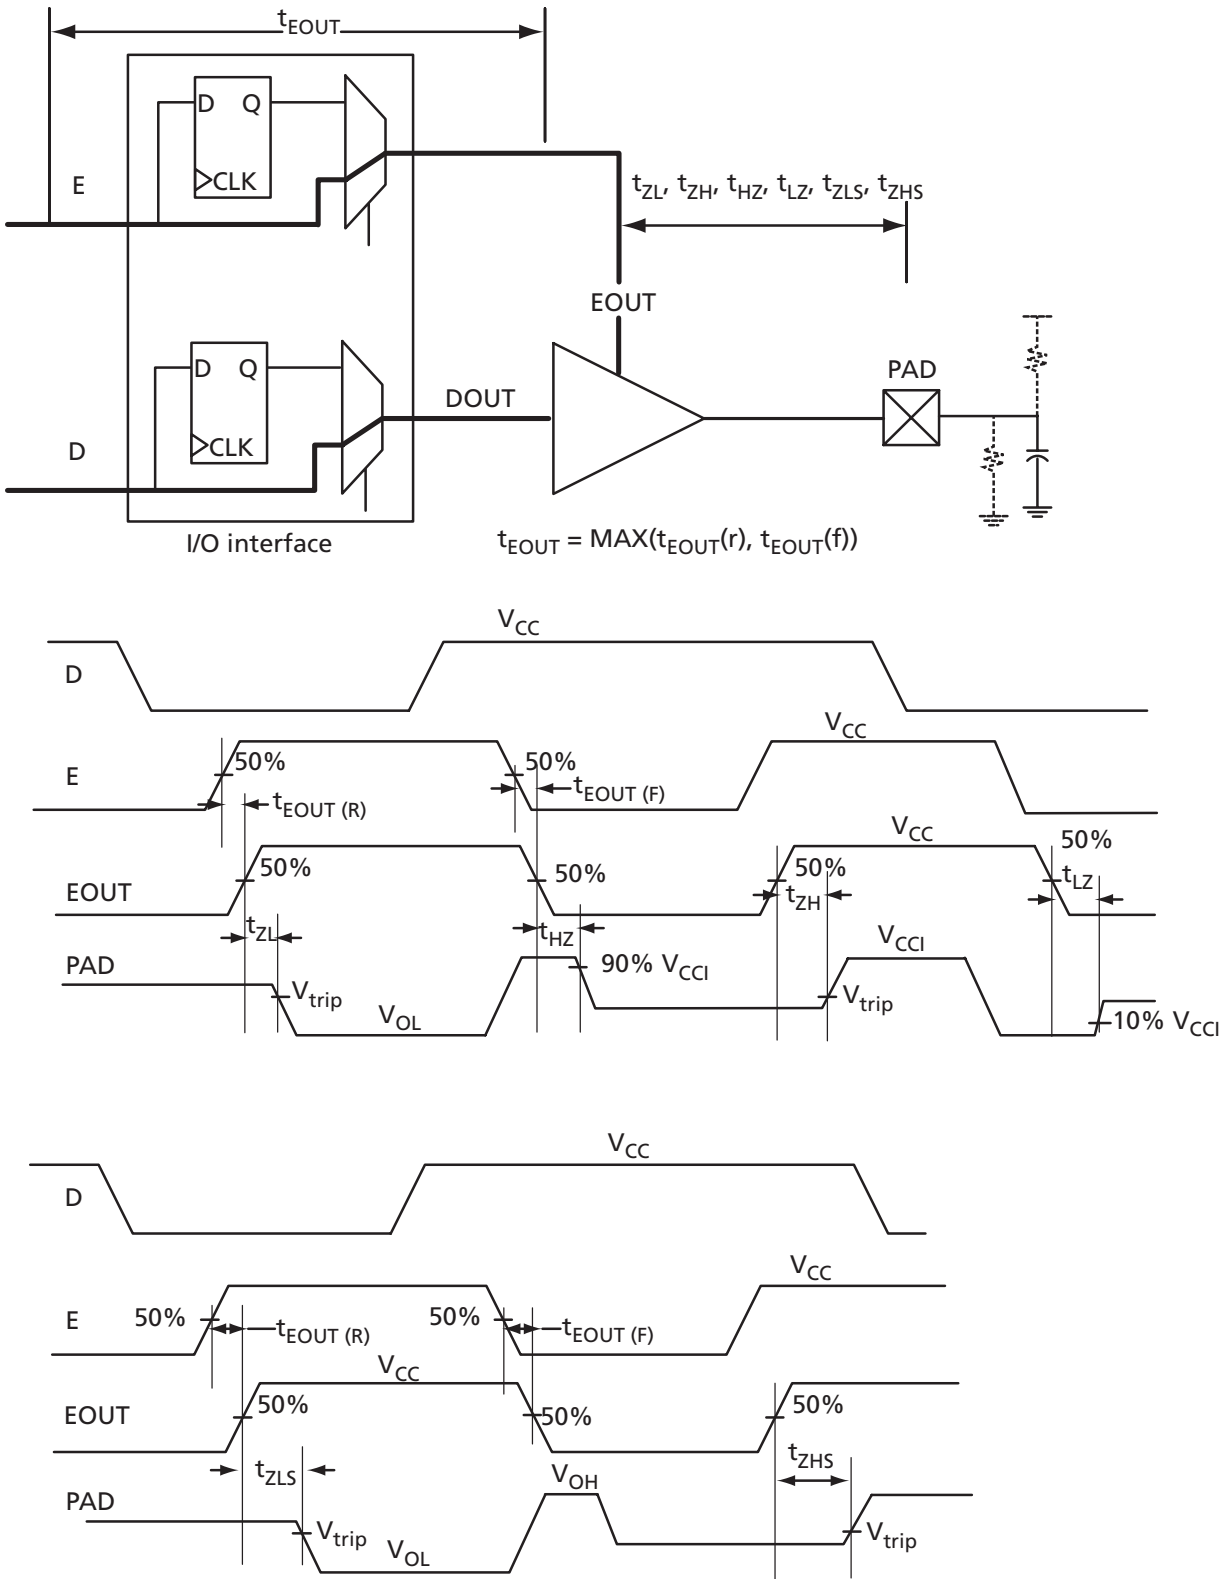 tEOUT
D Q
CLK
E
tZL, tZH, tHZ, tLZ, tZLS, tZHS
EOUT
D Q
CLK
D
DOUT
PAD
I/O interface
tEOUT = MAX(tEOUT(r), tEOUT(f))
VCC
D
VCC
E
50%
50%
tEOUT (R)
tEOUT (F)
VCC
50%
EOUT
50%
50%
50%
tZL
tHZ
tZH
tLZ
PAD
VCCI
90% VCCI
Vtrip
Vtrip
VOL
10% VCCI
VCC
D
VCC
E
50%
50%
tEOUT (R)
tEOUT (F)
VCC
EOUT
50%
50%
50%
tZLS
tZHS
VOH
PAD
Vtrip
Vtrip
VOL